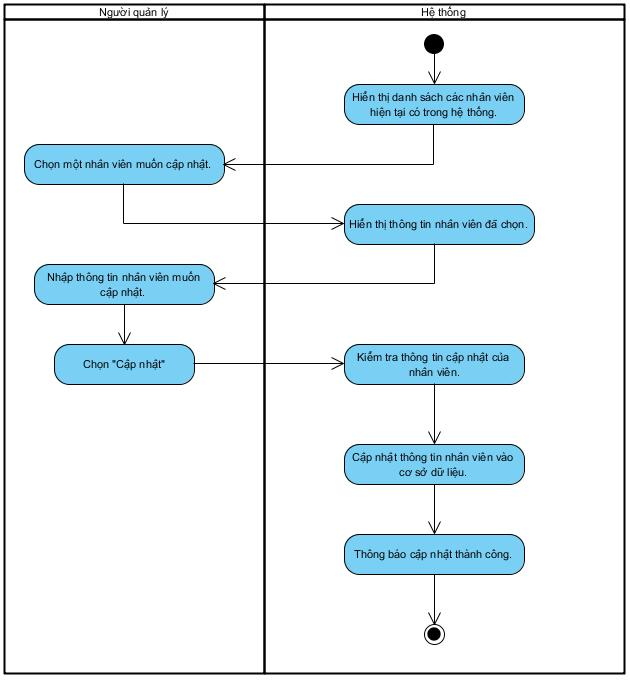 Người quản lý
Hệ thống
Hiển thị danh sách các nhân viên
hiện tại có trong hệ thống.
Chọn một nhân viên muốn cập nhật.
Hiển thị thông tin nhân viên đã chọn.
Nhập thông tin nhân viên muốn
cập nhật.
Chọn "Cập nhật"
Kiểm tra thông tin cập nhật của
nhân viên.
Cập nhật thông tin nhân viên vào
cơ sở dữ liệu.
Thông báo cập nhật thành công.